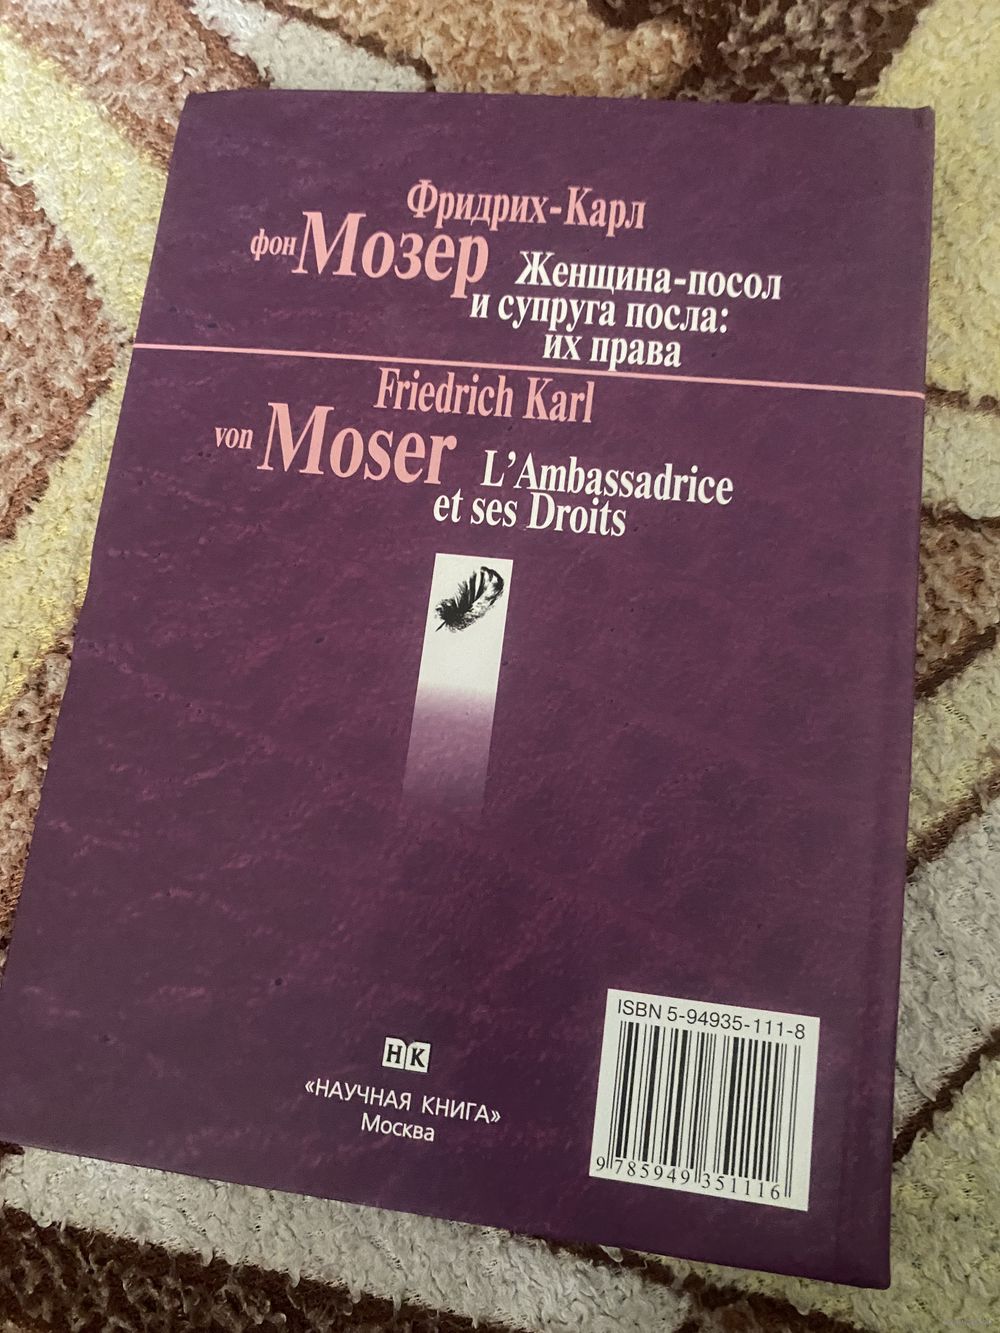 Фридрих-Карл
фон Мозер Женщина-посол
и супруга посла:
их права
Friedrich Karl
von Moser L'Ambassadrice
et ses Droits
ISBN 5-94935-111-8
9 785949 351116
НК
«НАУЧНАЯ КНИГА»
Москва